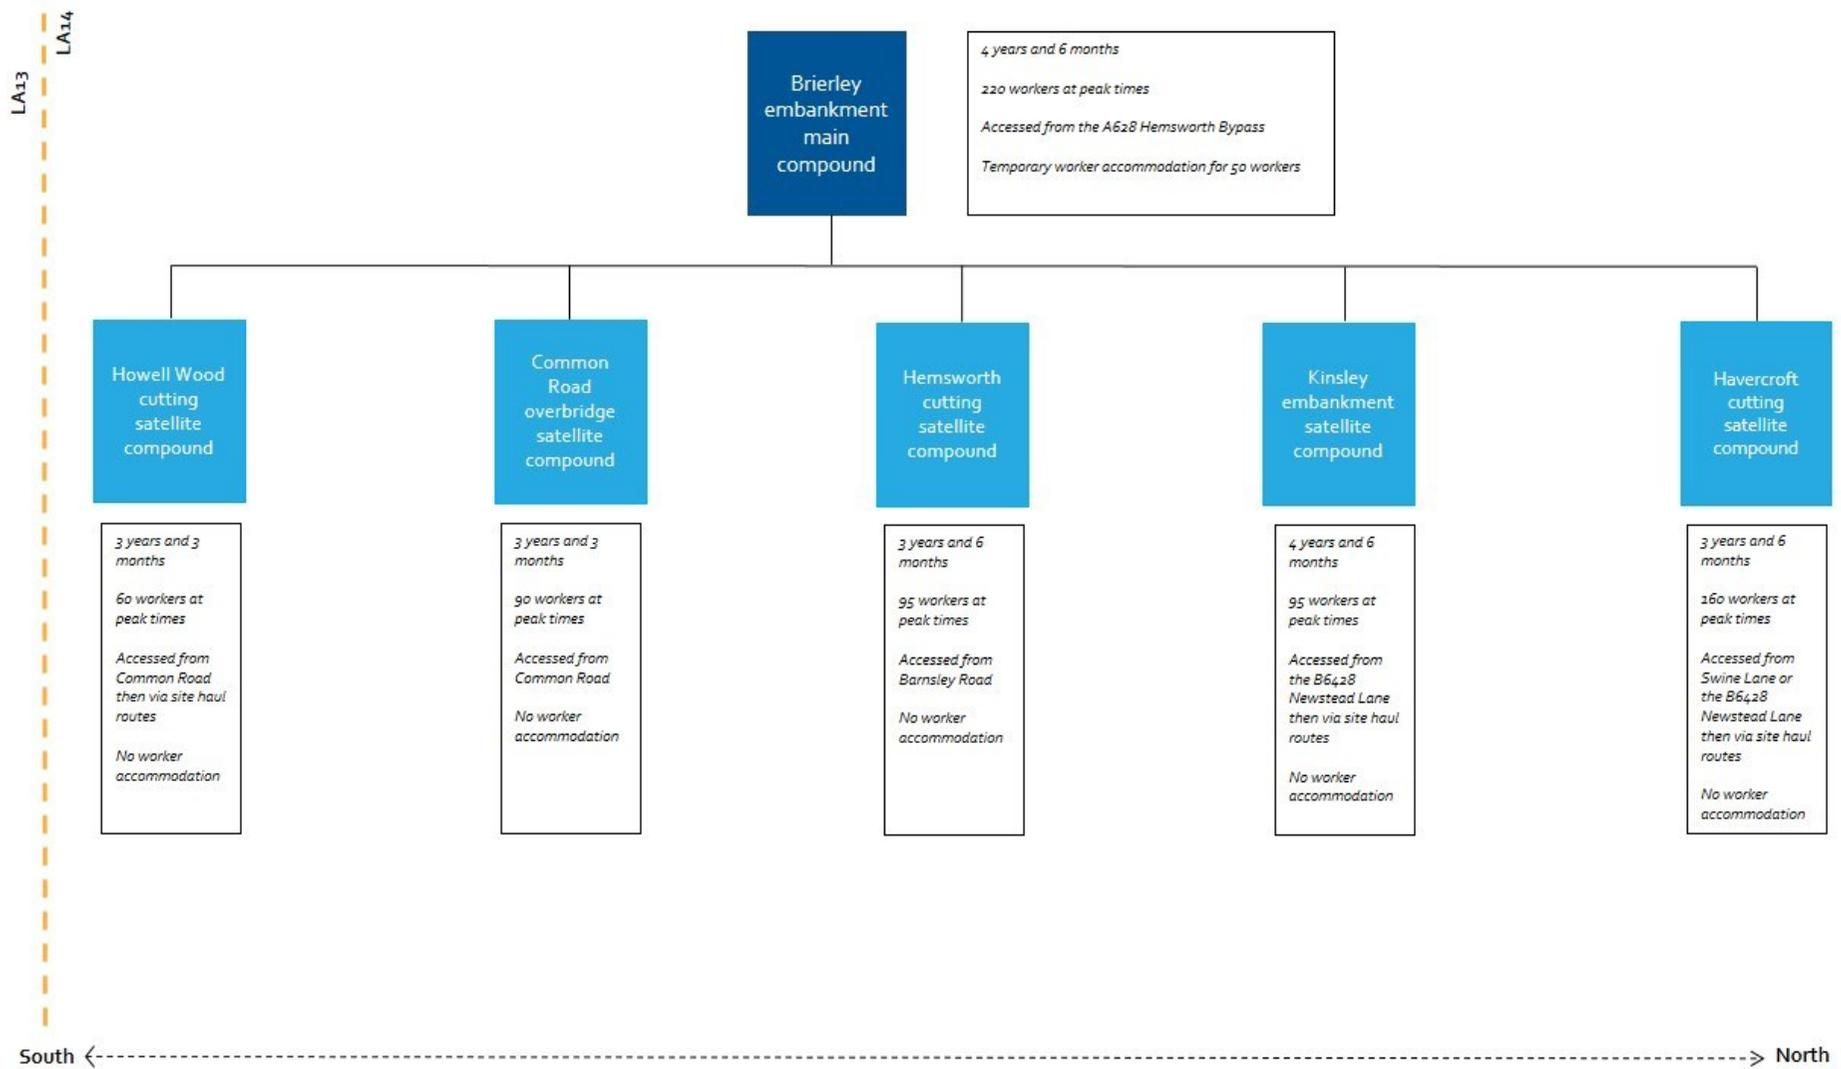 LA13
LA14
Brierley
embankment
main
compound
4 years and 6 months
220 workers at peak times
Accessed from the A628 Hemsworth Bypass
Temporary worker accommodation for 50 workers
Howell Wood
cutting
satellite
compound
3 years and 3
months
60 workers at
peak times
Accessed from
Common Road
then via site haul
routes
No worker
accommodation
Common
Road
overbridge
satellite
compound
3 years and 3
months
90 workers at
peak times
Accessed from
Common Road
No worker
accommodation
Hemsworth
cutting
satellite
compound
3 years and 6
months
95 workers at
peak times
Accessed from
Barnsley Road
No worker
accommodation
Kinsley
embankment
satellite
compound
4 years and 6
months
95 workers at
peak times
Accessed from
the B6428
Newstead Lane
then via site haul
routes
No worker
accommodation
Havercroft
cutting
satellite
compound
3 years and 6
months
160 workers at
peak times
Accessed from
Swine Lane or
the B6428
Newstead Lane
then via site haul
routes
No worker
accommodation
South
North